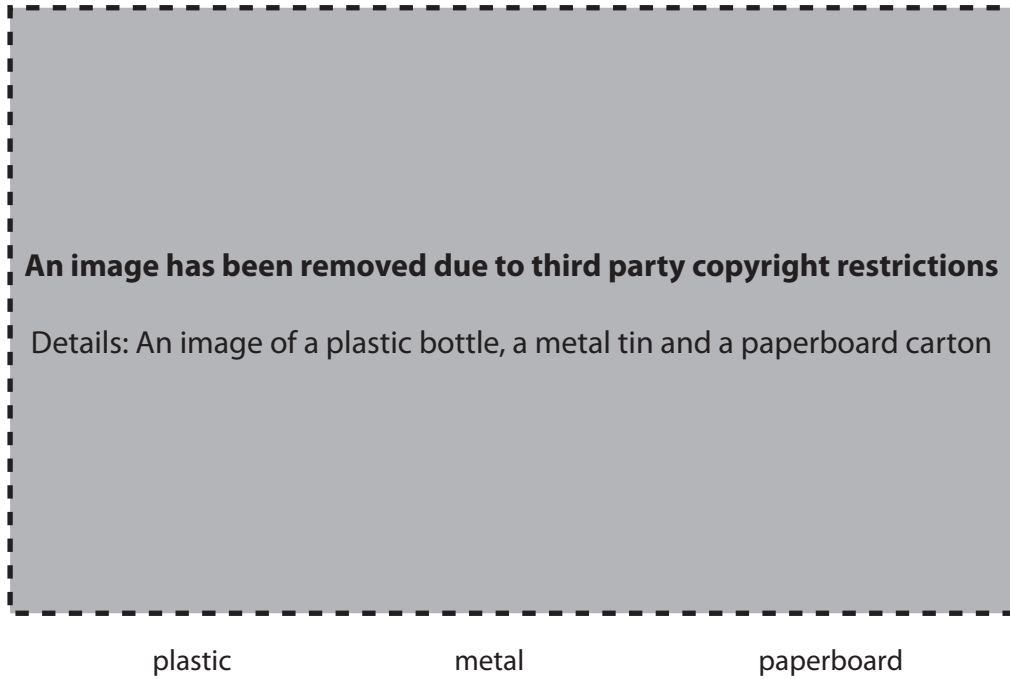 An image has been removed due to third party copyright restrictions
Details: An image of a plastic bottle, a metal tin and a paperboard carton
plastic metal paperboard